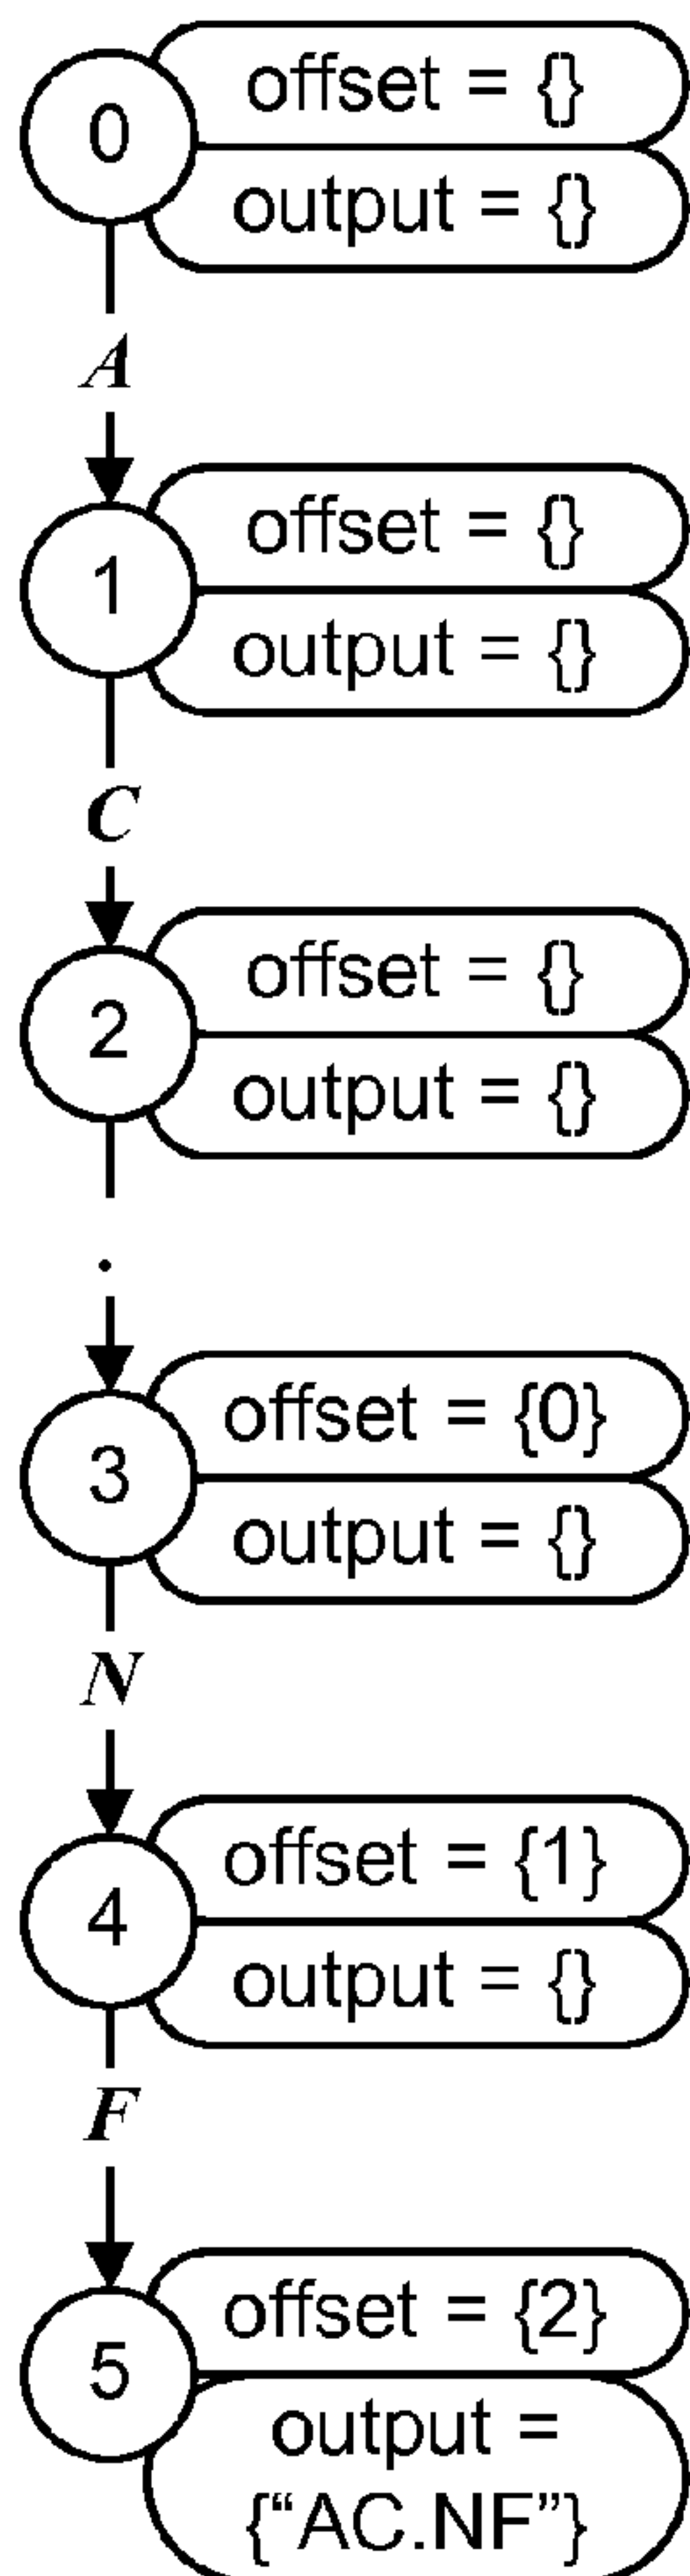 0
offset = {}
output = {}
A
1
offset = {}
output = {}
C
2
offset = {}
output = {}
.
3
offset = {0}
output = {}
N
4
offset = {1}
output = {}
F
5
offset = {2}
output =
{“AC.NF”}